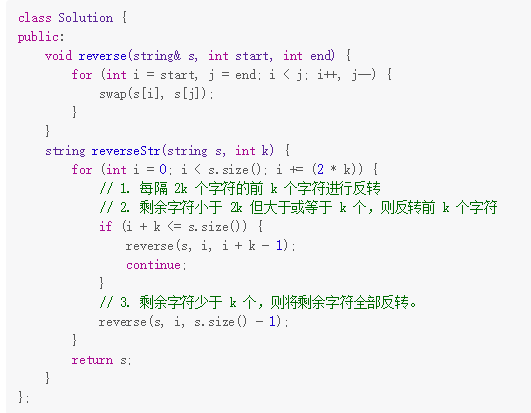 class Solution {
public:
    void reverse(string& s, int start, int end) {
        for (int i = start, j = end; i < j; i++, j--) {
            swap(s[i], s[j]);
        }
    }
    string reverseStr(string s, int k) {
        for (int i = 0; i < s.size(); i += (2 * k)) {
            // 1. 每隔 2k 个字符的前 k 个字符进行反转
            // 2. 剩余字符小于 2k 但大于或等于 k 个，则反转前 k 个字符
            if (i + k <= s.size()) {
                reverse(s, i, i + k - 1);
                continue;
            }
            // 3. 剩余字符少于 k 个，则将剩余字符全部反转。
            reverse(s, i, s.size() - 1);
        }
        return s;
    }
};